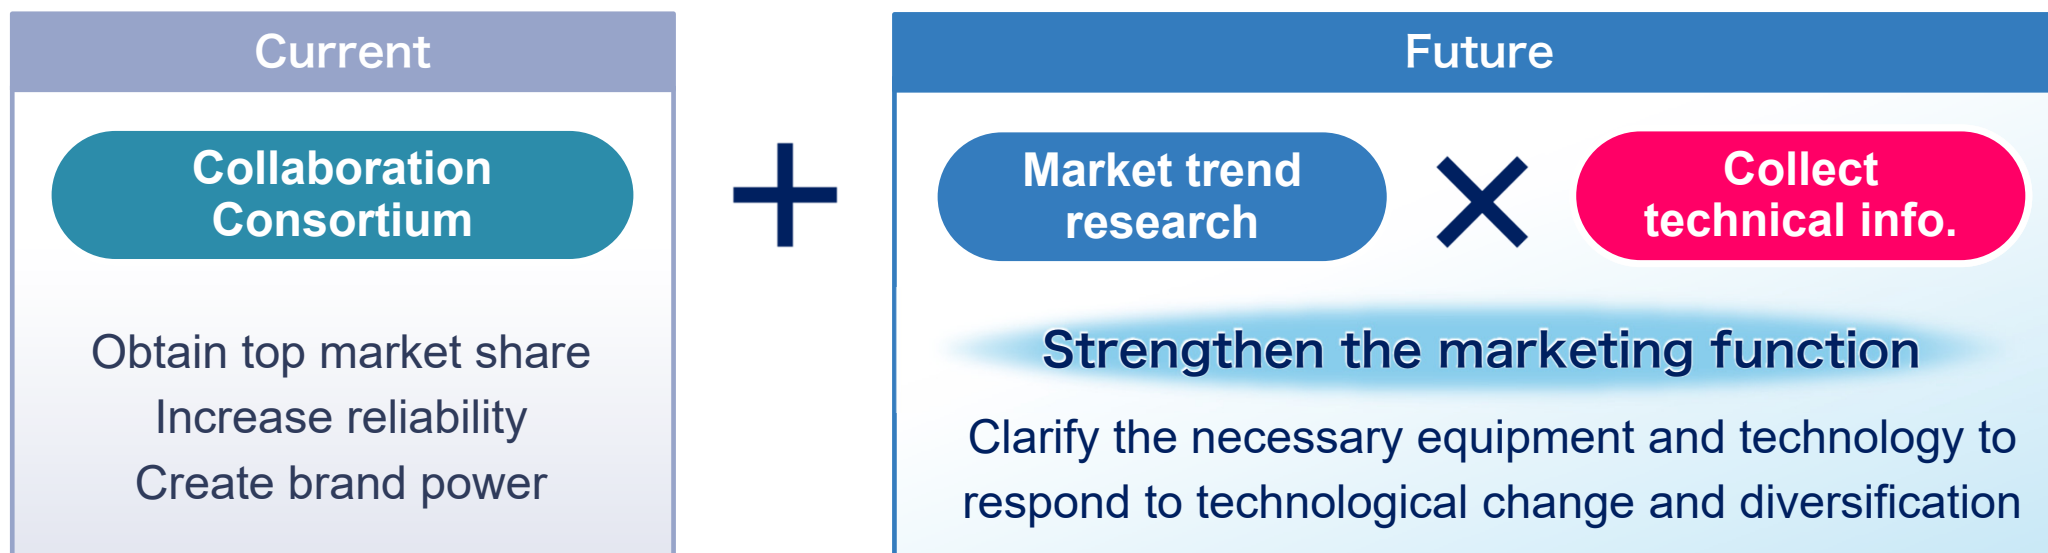 Current
Collaboration
Consortium
Obtain top market share
Increase reliability
Create brand power
+
Future
Market trend
research
×
Collect
technical info.
Strengthen the marketing function
Clarify the necessary equipment and technology to
respond to technological change and diversification